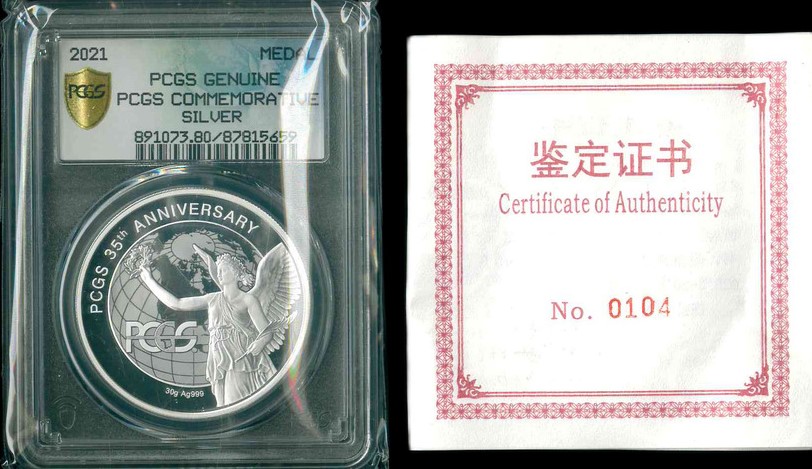 2021 MEDAL
PCGS
PCGS GENUINE
PCGS COMMEMORATIVE
SILVER
891073.80/87815659
PCGS 35th ANNIVERSARY
PCGS
30g Ag999
鉴定证书
Certificate of Authenticity
No. 0104